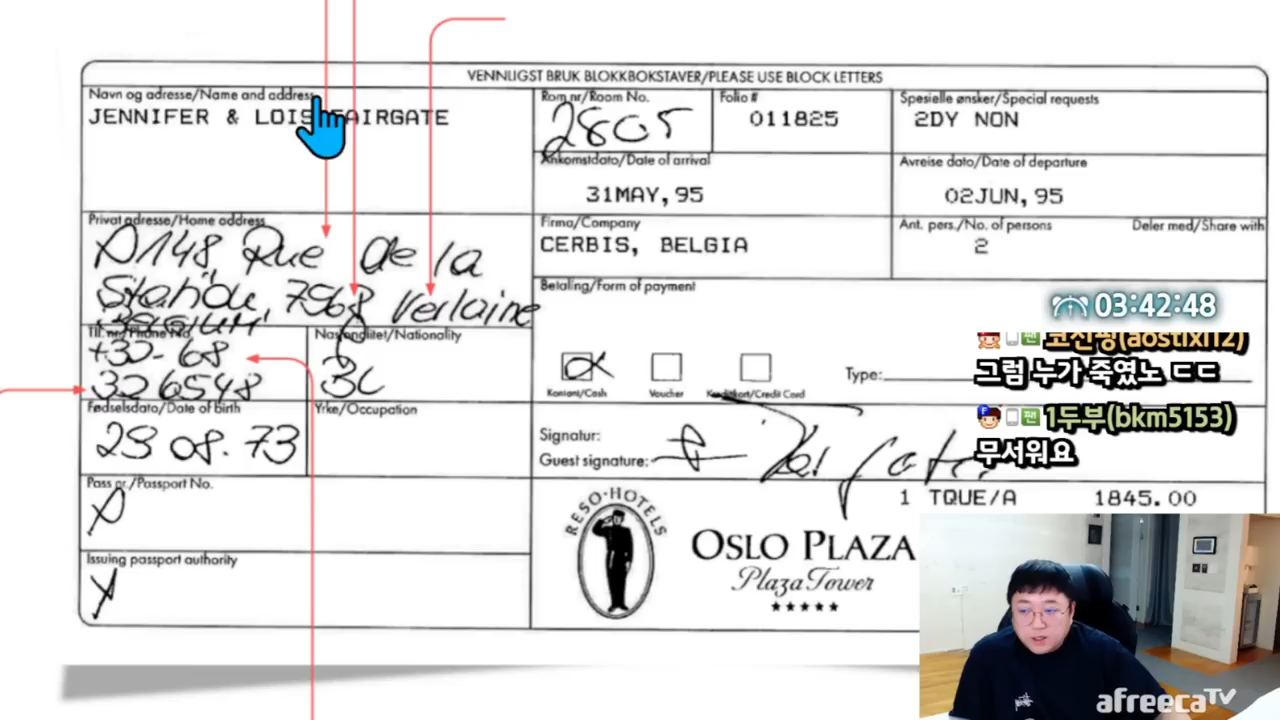 VENNLIGST BRUK BLOKKBOKSTAVER/PLEASE USE BLOCK LETTERS
Navn og adresse/Name and address
JENNIFER & LOIS FAIRGATE
Rom nr/Room No.
2805
Folio #
011825
Spesielle ønsker/Special requests
2DY NON
Ankomstdato/Date of arrival
31MAY,95
Avreise dato/Date of departure
02JUN,95
Privat adresse/Home address
148 Rue de la
Station, 7968 Verlaine
BELGIUM
Firma/Company
CERBIS, BELGIA
Ant. pers./No. of persons
2
Deler med/Share with
Betaling/Form of payment
Kontant/Cash
Voucher
Kredittkort/Credit Card
Type:
Tlf. nr/Phone No.
+32-68
326548
Nasjonalitet/Nationality
Fødselsdato/Date of birth
Yrke/Occupation
Signatur:
Guest signature:
Pass nr./Passport No.
X
Issuing passport authority
X
1 TQUE/A 1845.00
RESO-HOTELS
OSLO PLAZA
Plaza Tower
03:42:48
그럼 누가 죽였노 ㄷㄷ
팬 1두부(bkm5153)
무서워요
afreecaTV